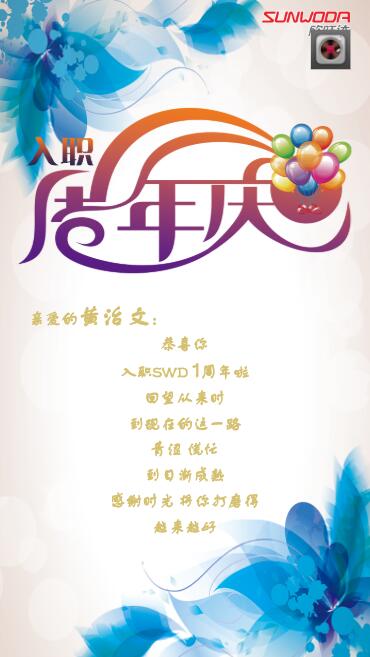 SUNWODA
入职
周年庆
亲爱的黄治文：
恭喜你
入职SWD 1周年啦
回望从来时
到现在的这一路
青涩 慌忙
到日渐成熟
感谢时光 将你打磨得
越来越好